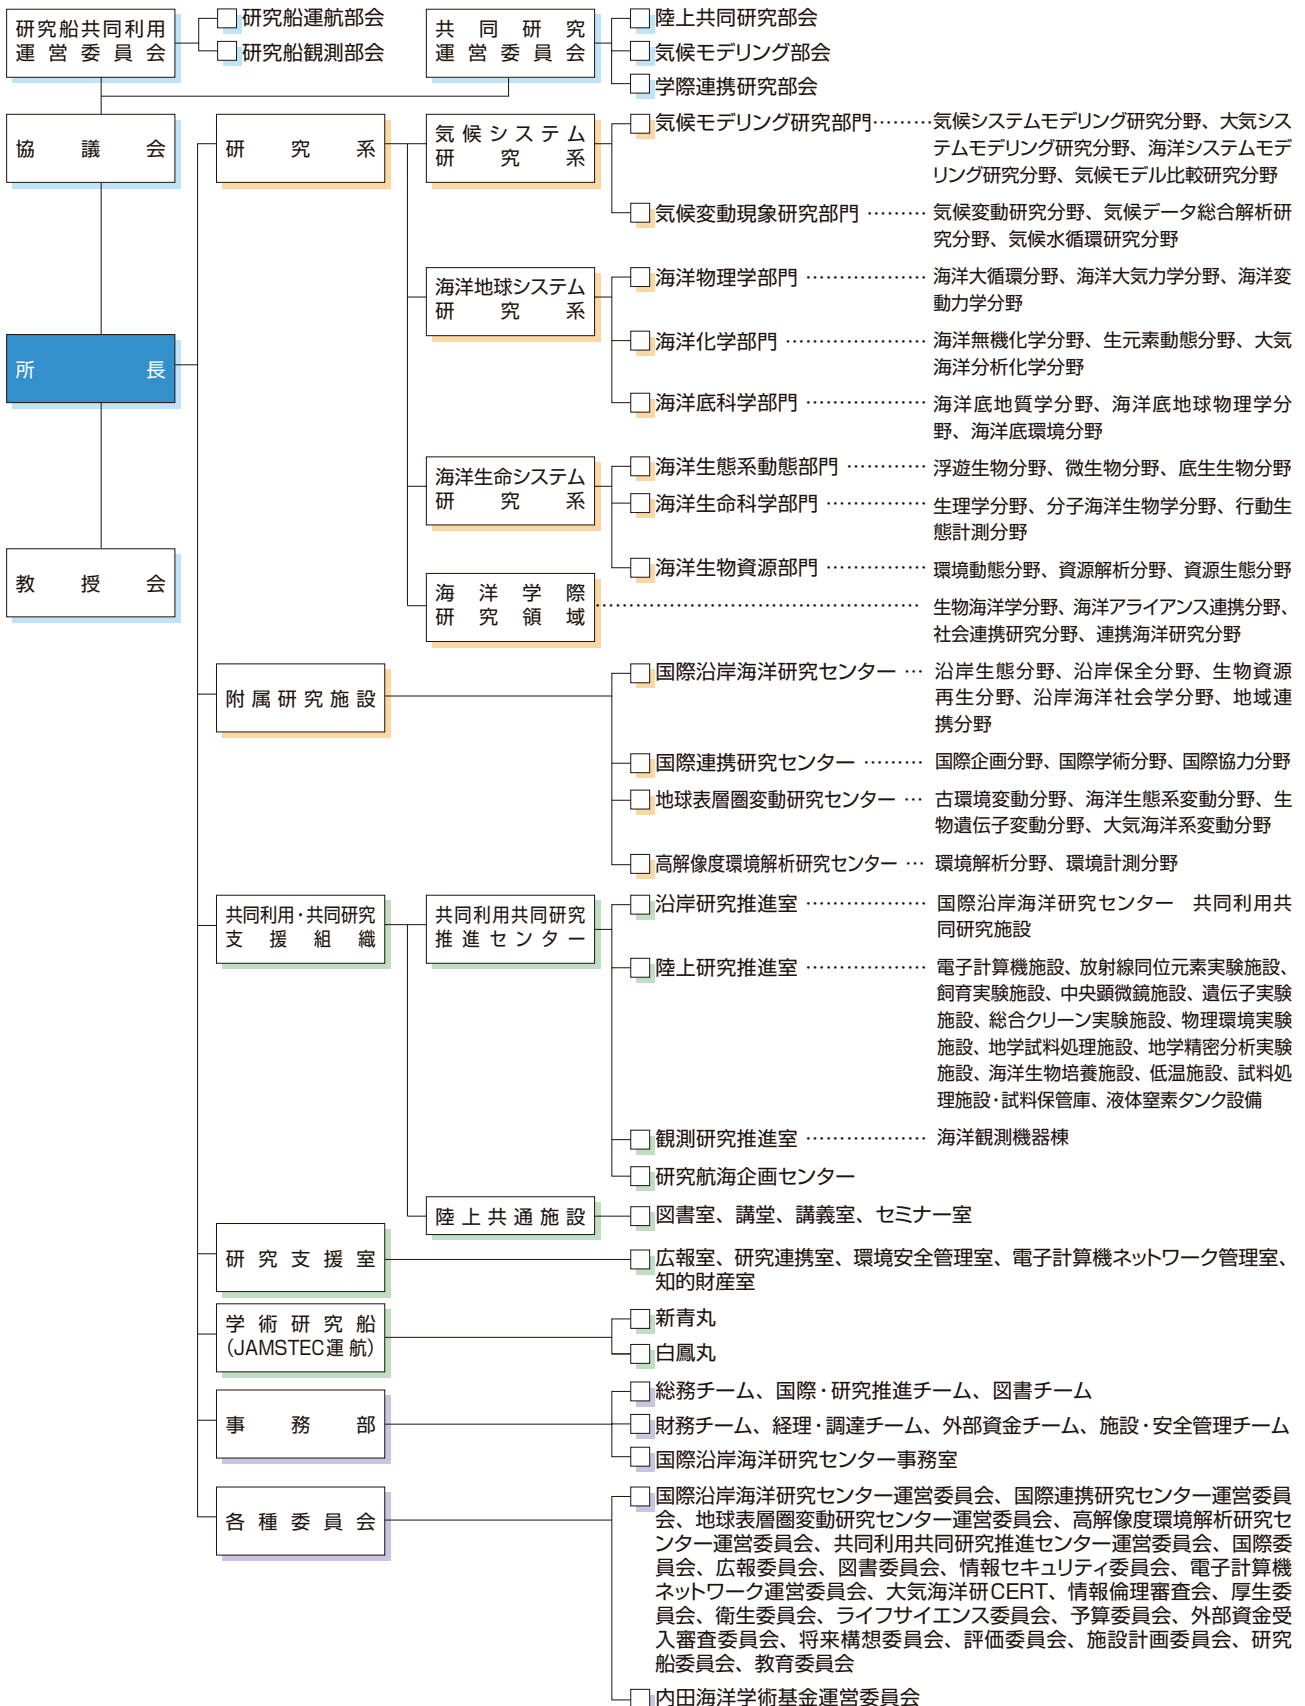 研究船共同利用
運営委員会
研究船運航部会
研究船観測部会
共同研究
運営委員会
陸上共同研究部会
気候モデリング部会
学際連携研究部会
協議会
所長
教授会
研究系
気候システム
研究系
気候モデリング研究部門………気候システムモデリング研究分野、大気シス
テムモデリング研究分野、海洋システムモデ
リング研究分野、気候モデル比較研究分野
気候変動現象研究部門 ………気候変動研究分野、気候データ総合解析研
究分野、気候水循環研究分野
海洋地球システム
研究系
海洋物理学部門 ………………海洋大循環分野、海洋大気力学分野、海洋変
動力学分野
海洋化学部門 …………………海洋無機化学分野、生元素動態分野、大気
海洋分析化学分野
海洋底科学部門 ………………海洋底地質学分野、海洋底地球物理学分
野、海洋底環境分野
海洋生命システム
研究系
海洋生態系動態部門 …………浮遊生物分野、微生物分野、底生生物分野
海洋生命科学部門 ……………生理学分野、分子海洋生物学分野、行動生
態計測分野
海洋生物資源部門 ……………環境動態分野、資源解析分野、資源生態分野
海洋学際
研究領域
生物海洋学分野、海洋アライアンス連携分野、
社会連携研究分野、連携海洋研究分野
附属研究施設
国際沿岸海洋研究センター … 沿岸生態分野、沿岸保全分野、生物資源
再生分野、沿岸海洋社会学分野、地域連
携分野
国際連携研究センター ……… 国際企画分野、国際学術分野、国際協力分野
地球表層圏変動研究センター … 古環境変動分野、海洋生態系変動分野、生
物遺伝子変動分野、大気海洋系変動分野
高解像度環境解析研究センター … 環境解析分野、環境計測分野
共同利用・共同研究
支援組織
共同利用共同研究
推進センター
沿岸研究推進室 ……………… 国際沿岸海洋研究センター 共同利用共
同研究施設
陸上研究推進室 ……………… 電子計算機施設、放射線同位元素実験施設、
飼育実験施設、中央顕微鏡施設、遺伝子実験
施設、総合クリーン実験施設、物理環境実験
施設、地学試料処理施設、地学精密分析実験
施設、海洋生物培養施設、低温施設、試料処
理施設・試料保管庫、液体窒素タンク設備
観測研究推進室 ……………… 海洋観測機器棟
研究航海企画センター
陸上共通施設
図書室、講堂、講義室、セミナー室
研究支援室
広報室、研究連携室、環境安全管理室、電子計算機ネットワーク管理室、
知的財産室
学術研究船
(JAMSTEC運航)
新青丸
白鳳丸
事務部
総務チーム、国際・研究推進チーム、図書チーム
財務チーム、経理・調達チーム、外部資金チーム、施設・安全管理チーム
国際沿岸海洋研究センター事務室
各種委員会
国際沿岸海洋研究センター運営委員会、国際連携研究センター運営委員
会、地球表層圏変動研究センター運営委員会、高解像度環境解析研究セ
ンター運営委員会、共同利用共同研究推進センター運営委員会、国際委
員会、広報委員会、図書委員会、情報セキュリティ委員会、電子計算機
ネットワーク運営委員会、大気海洋研CERT、情報倫理審査会、厚生委
員会、衛生委員会、ライフサイエンス委員会、予算委員会、外部資金受
入審査委員会、将来構想委員会、評価委員会、施設計画委員会、研究
船委員会、教育委員会
内田海洋学術基金運営委員会